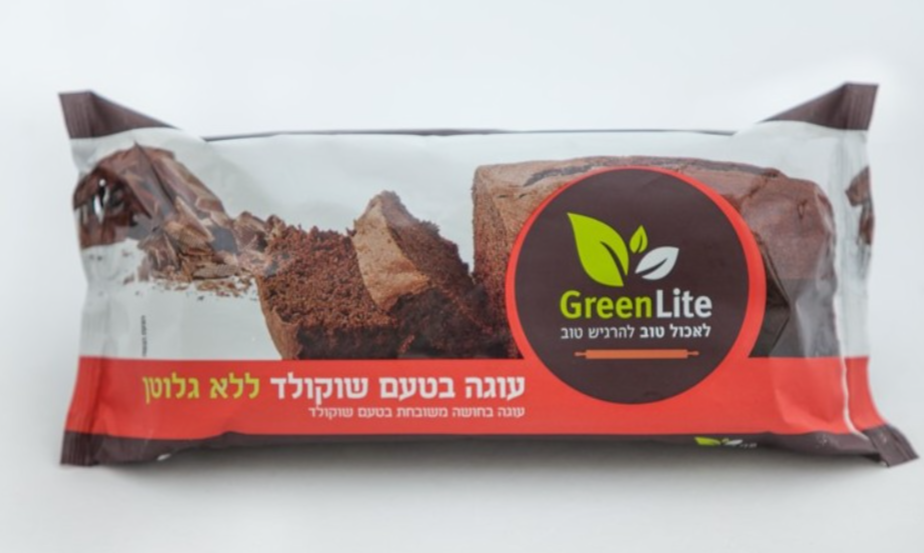 GreenLite
לאכול טוב להרגיש טוב
עוגה בטעם שוקולד ללא גלוטן
עוגה בחושה משובחת בטעם שוקולד